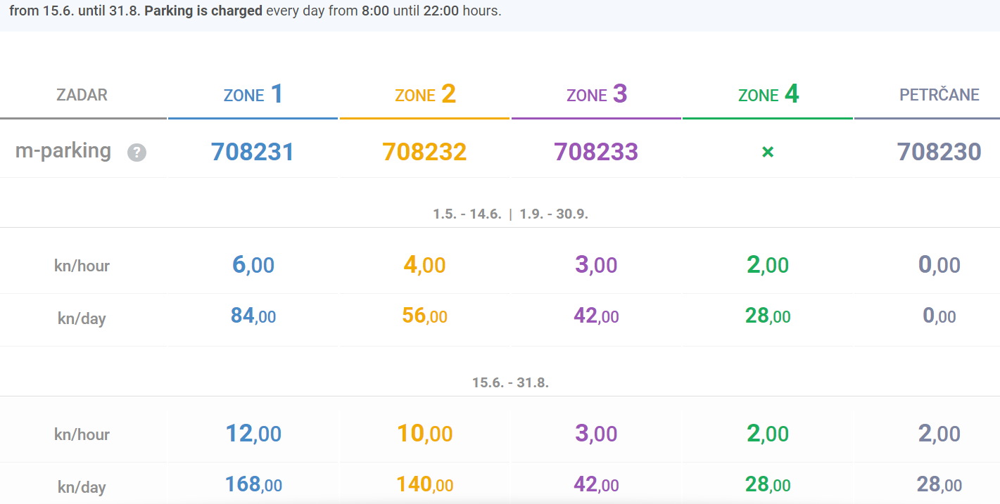 from 15.6. until 31.8. Parking is charged every day from 8:00 until 22:00 hours.
ZADAR ZONE 1 ZONE 2 ZONE 3 ZONE 4 PETRČANE
m-parking ? 708231 708232 708233 × 708230
1.5. - 14.6. | 1.9. - 30.9.
kn/hour 6,00 4,00 3,00 2,00 0,00
kn/day 84,00 56,00 42,00 28,00 0,00
15.6. - 31.8.
kn/hour 12,00 10,00 3,00 2,00 2,00
kn/day 168,00 140,00 42,00 28,00 28,00